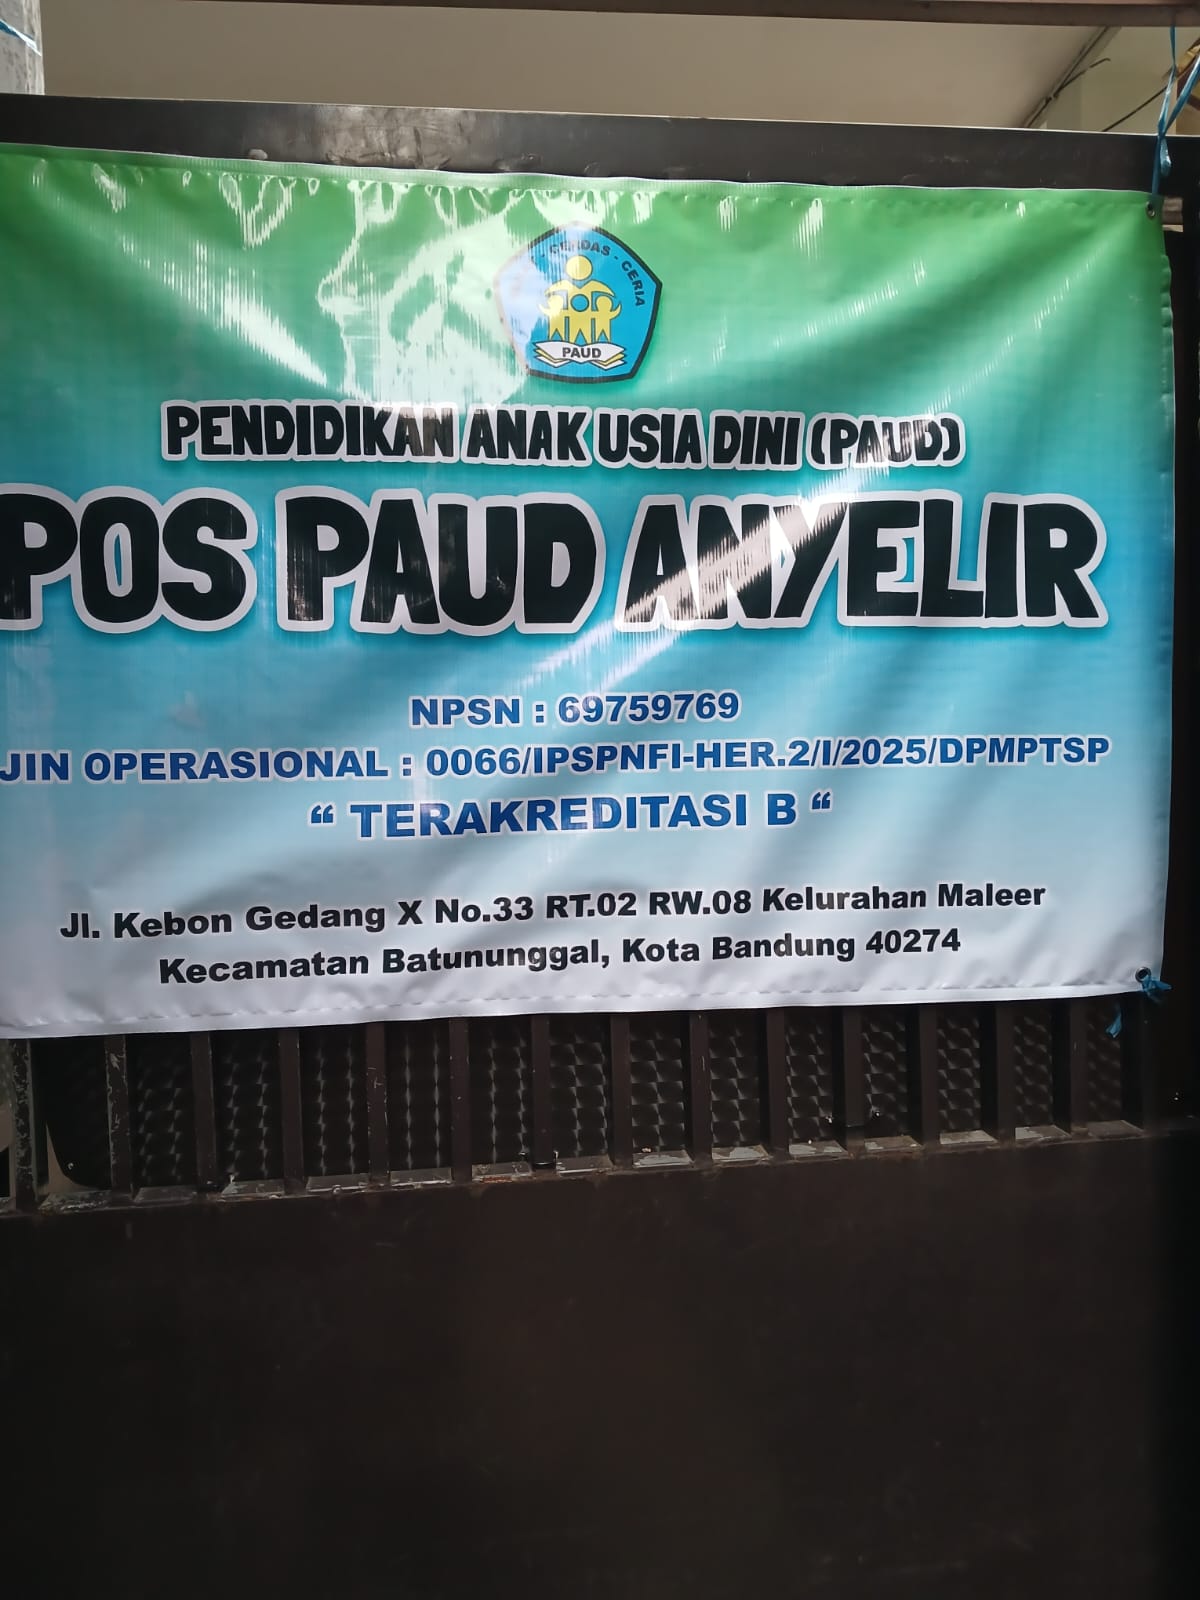 CERDAS - CERIA
PAUD
PENDIDIKAN ANAK USIA DINI (PAUD)
POS PAUD ANYELIR
NPSN : 69759769
JIN OPERASIONAL : 0066/IPSPNFI-HER.2/I/2025/DPMPTSP
“ TERAKREDITASI B “
Jl. Kebon Gedang X No.33 RT.02 RW.08 Kelurahan Maleer
Kecamatan Batununggal, Kota Bandung 40274